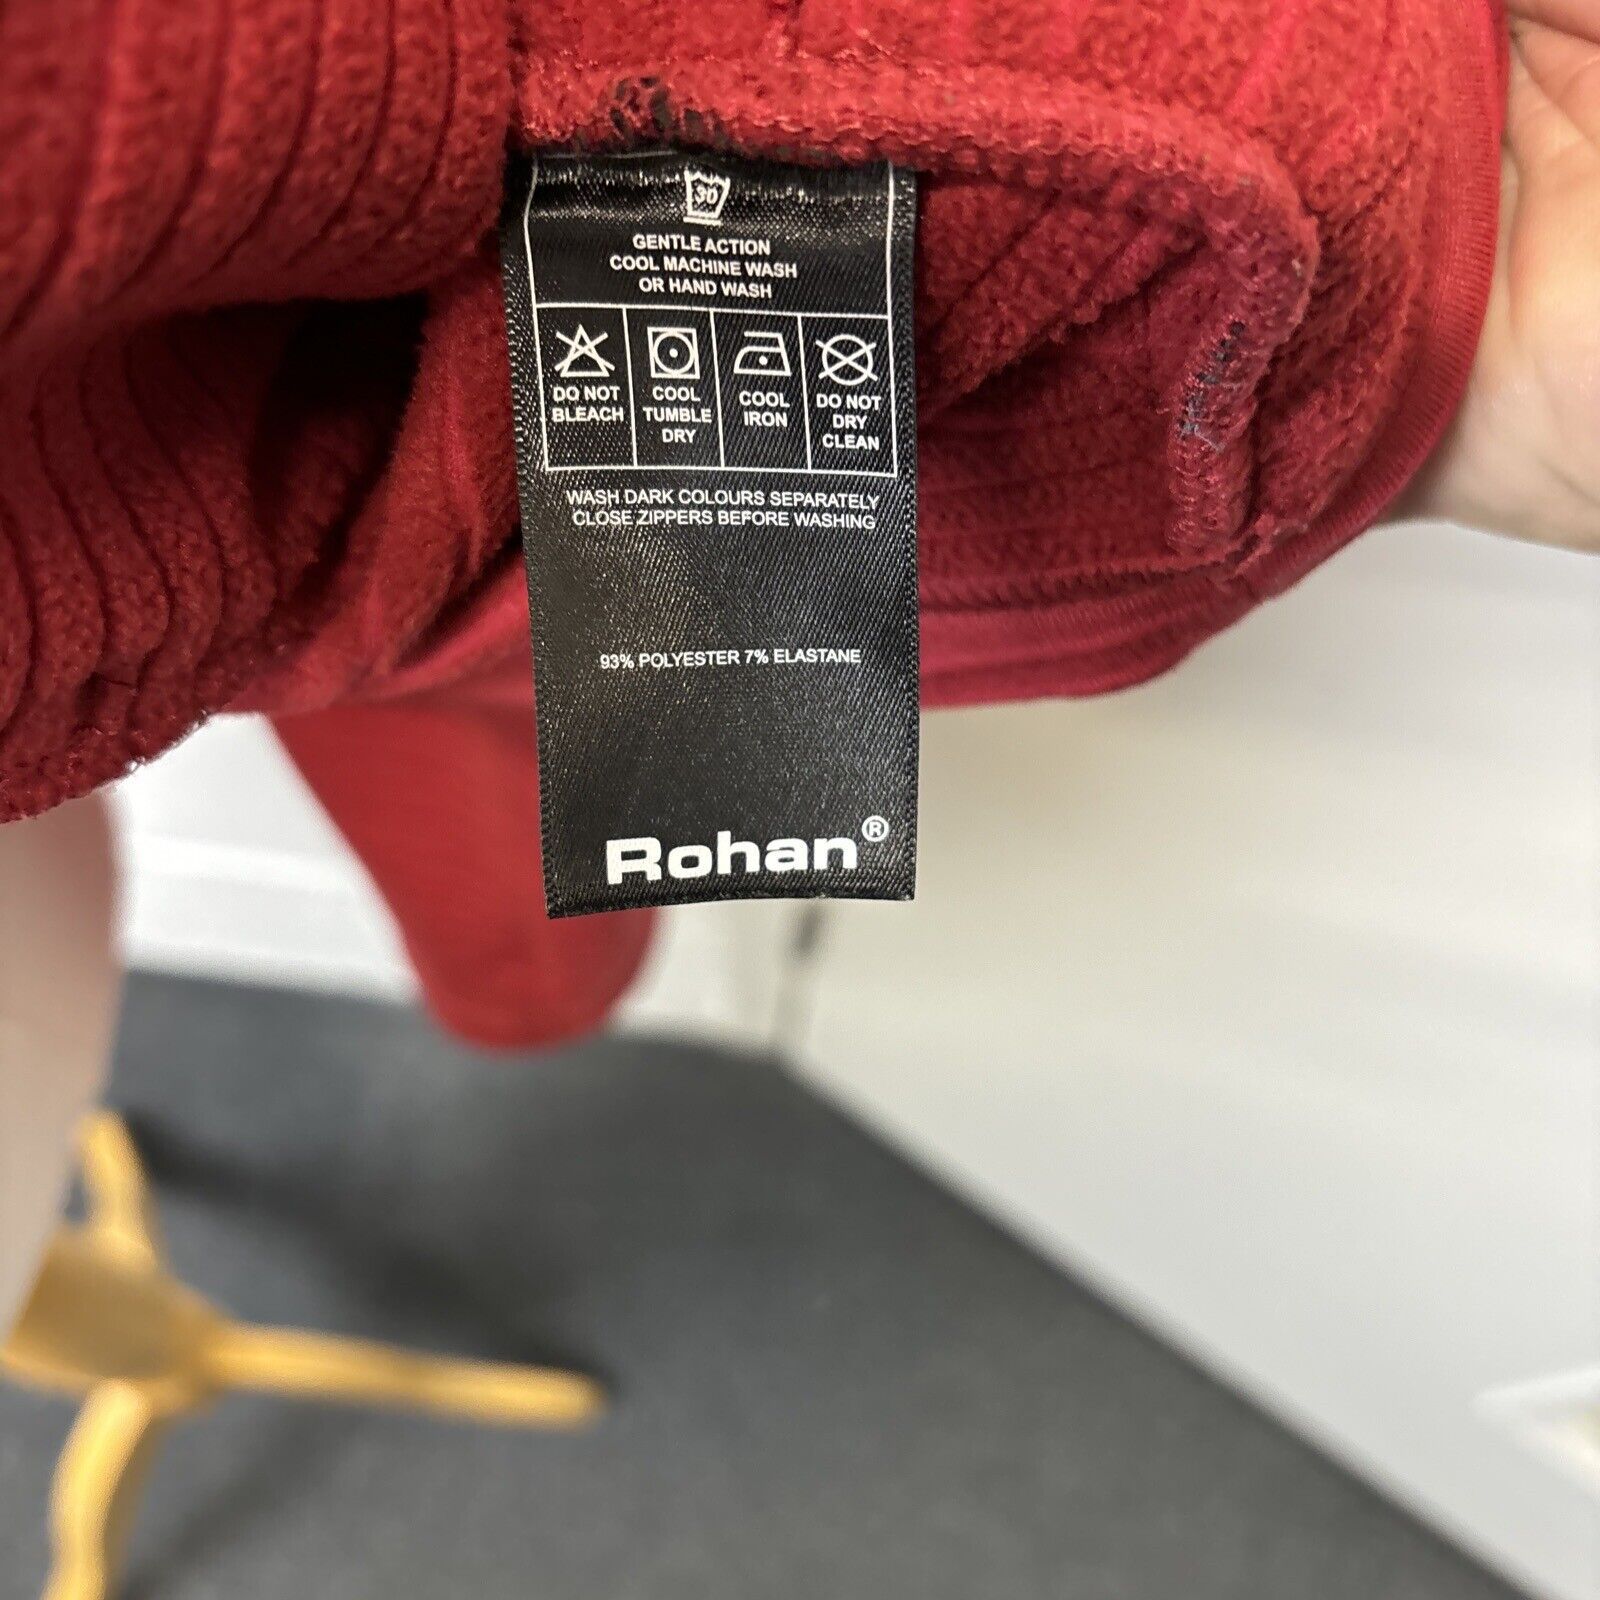 30
GENTLE ACTION
COOL MACHINE WASH
OR HAND WASH
DO NOT
BLEACH
COOL
TUMBLE
DRY
COOL
IRON
DO NOT
DRY
CLEAN
WASH DARK COLOURS SEPARATELY
CLOSE ZIPPERS BEFORE WASHING
93% POLYESTER 7% ELASTANE
Rohan®